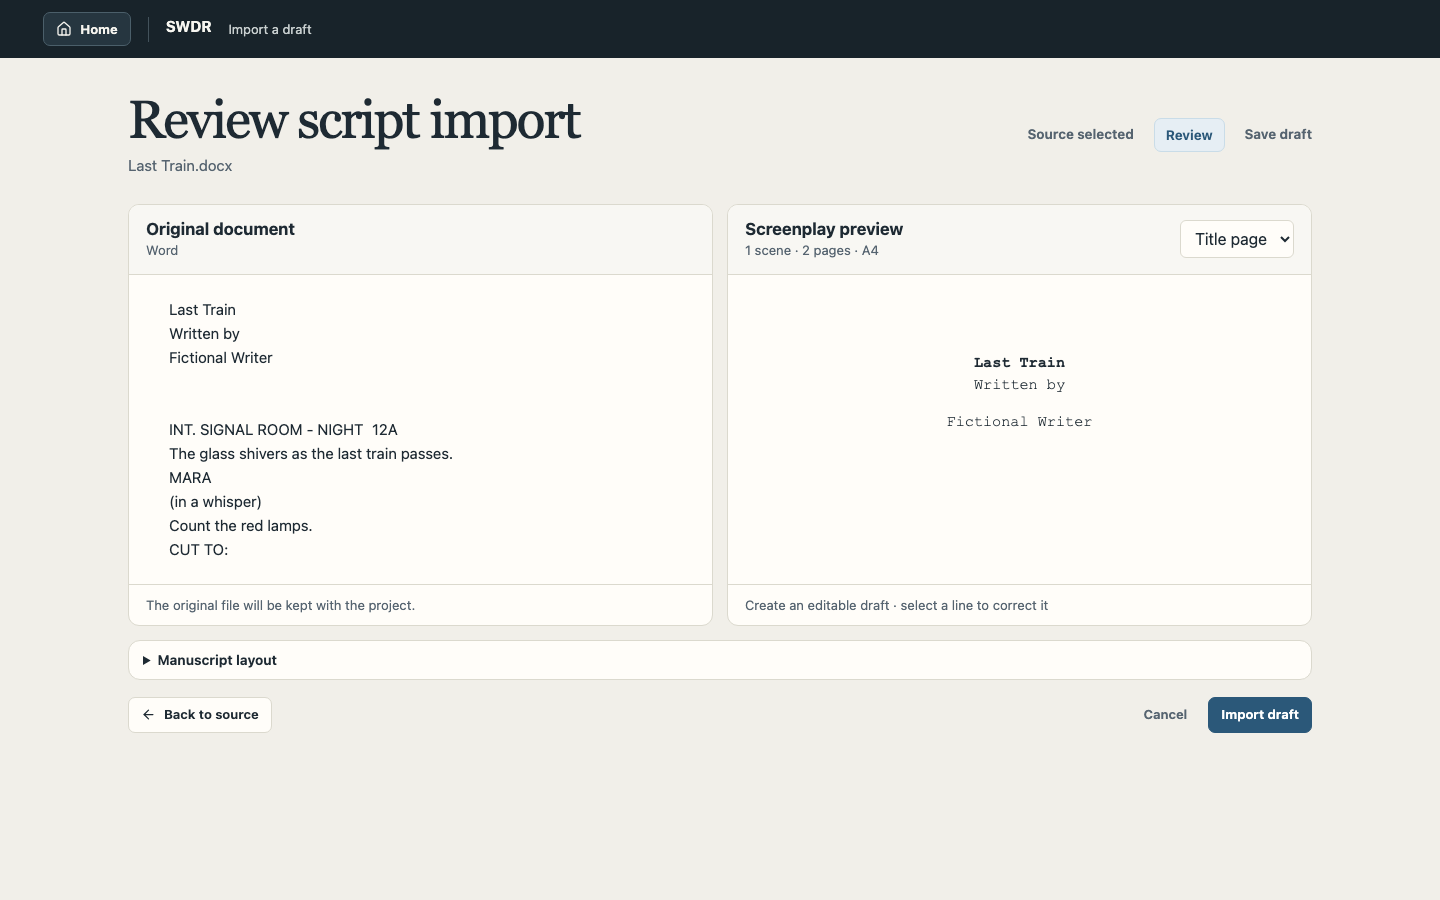 Home
SWDR
Import a draft
Review script import
Last Train.docx
Source selected
Review
Save draft
Original document
Word
Last Train
Written by
Fictional Writer
INT. SIGNAL ROOM - NIGHT  12A
The glass shivers as the last train passes.
MARA
(in a whisper)
Count the red lamps.
CUT TO:
The original file will be kept with the project.
Screenplay preview
1 scene · 2 pages · A4
Title page
Last Train
Written by
Fictional Writer
Create an editable draft · select a line to correct it
Manuscript layout
Back to source
Cancel
Import draft